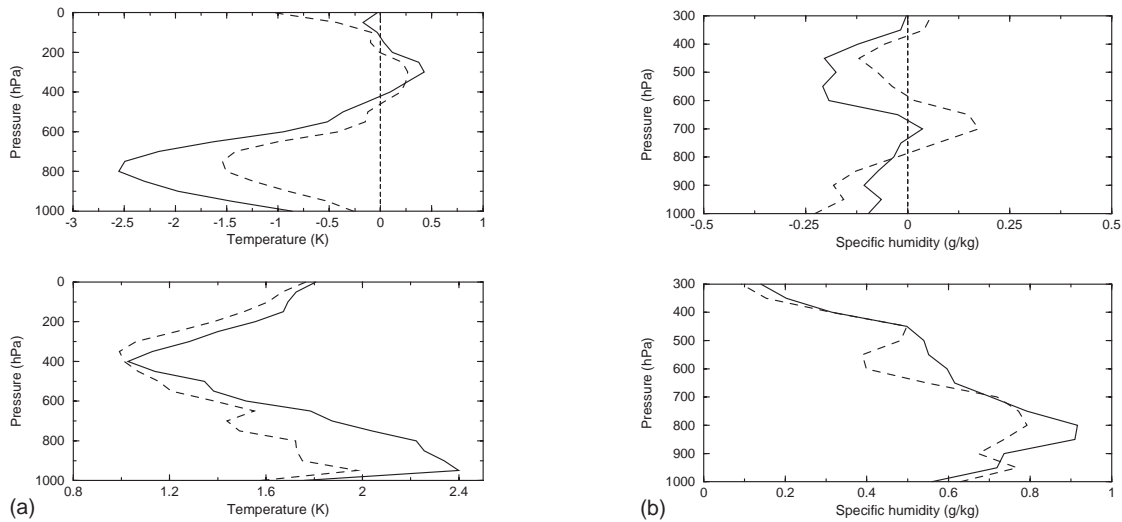 0
200
400
600
800
1000
Pressure (hPa)
-3 -2.5 -2 -1.5 -1 -0.5 0 0.5 1
Temperature (K)
300
400
500
600
700
800
900
1000
Pressure (hPa)
-0.5 -0.25 0 0.25 0.5
Specific humidity (g/kg)
0
200
400
600
800
1000
Pressure (hPa)
0.8 1.2 1.6 2 2.4
Temperature (K)
(a)
300
400
500
600
700
800
900
1000
Pressure (hPa)
0 0.2 0.4 0.6 0.8 1
Specific humidity (g/kg)
(b)